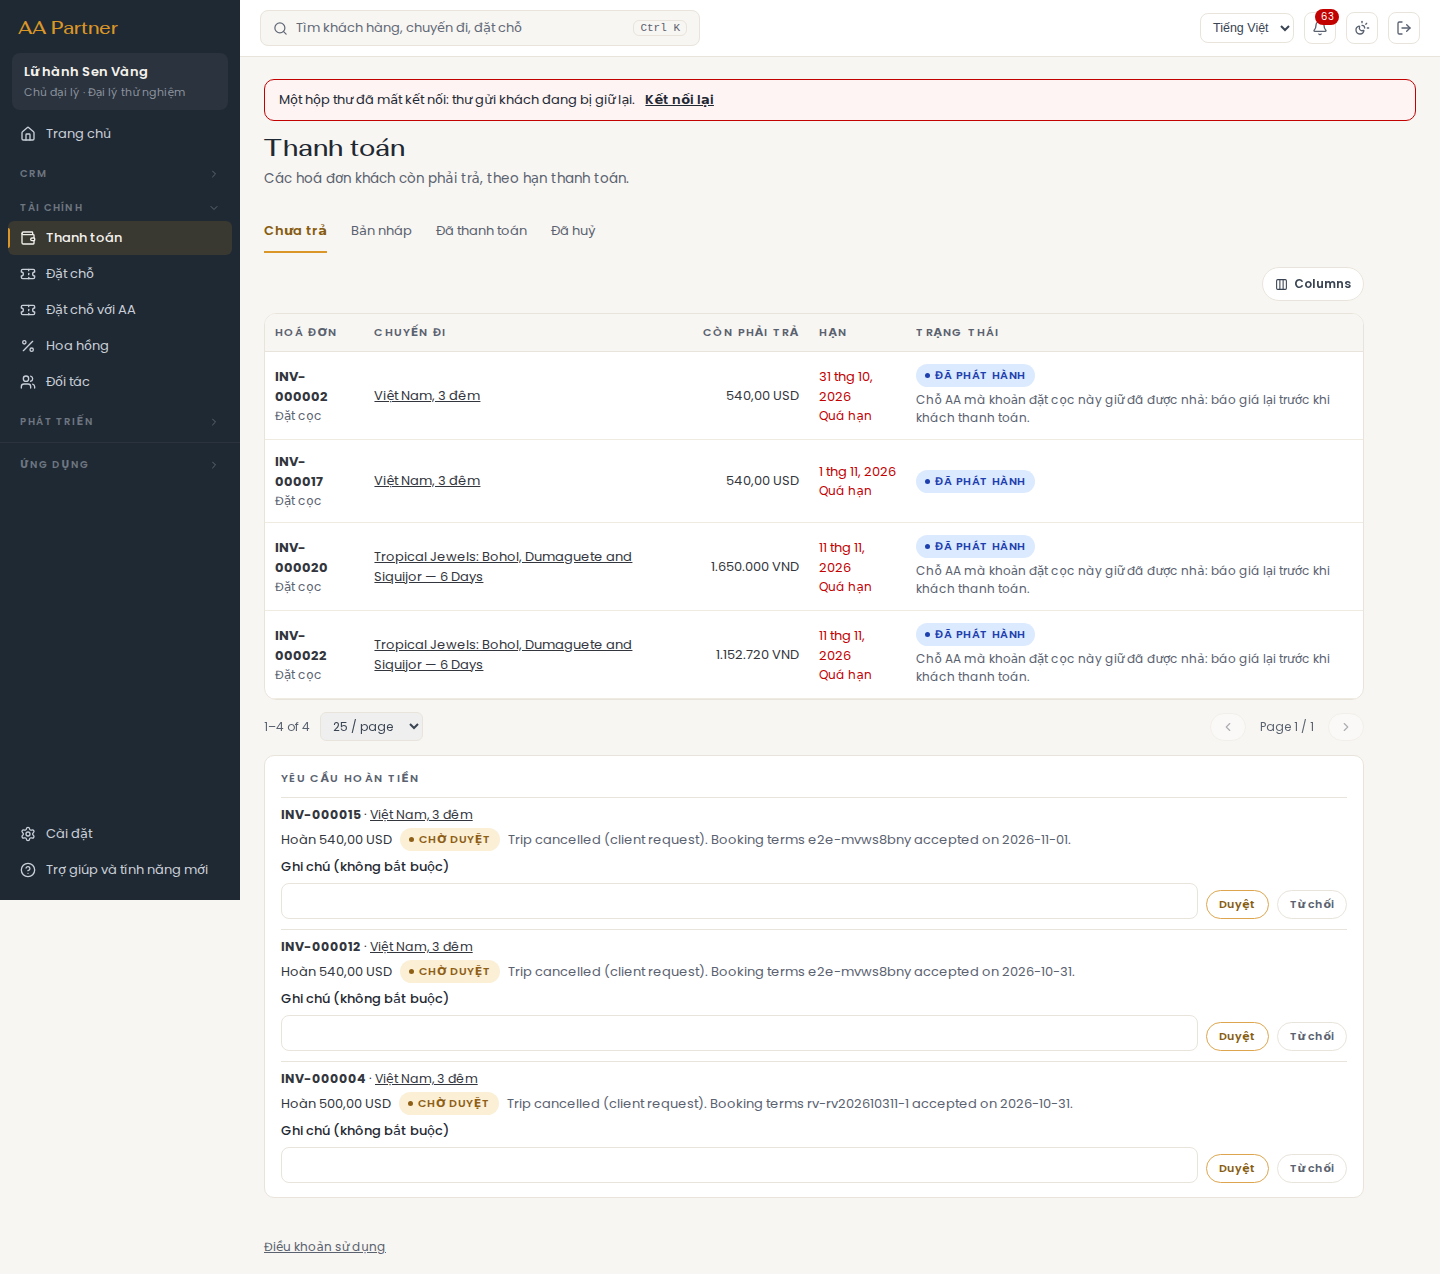 AA Partner
Lữ hành Sen Vàng
Chủ đại lý · Đại lý thử nghiệm
Trang chủ
CRM
TÀI CHÍNH
Thanh toán
Đặt chỗ
Đặt chỗ với AA
Hoa hồng
Đối tác
PHÁT TRIỂN
ỨNG DỤNG
Cài đặt
Trợ giúp và tính năng mới
Tìm khách hàng, chuyến đi, đặt chỗ
Ctrl K
Tiếng Việt
63
Một hộp thư đã mất kết nối: thư gửi khách đang bị giữ lại. Kết nối lại
Thanh toán
Các hoá đơn khách còn phải trả, theo hạn thanh toán.
Chưa trả
Bản nháp
Đã thanh toán
Đã huỷ
Columns
HOÁ ĐƠN
CHUYẾN ĐI
CÒN PHẢI TRẢ
HẠN
TRẠNG THÁI
INV-
000002
Đặt cọc
Việt Nam, 3 đêm
540,00 USD
31 thg 10,
2026
Quá hạn
ĐÃ PHÁT HÀNH
Chỗ AA mà khoản đặt cọc này giữ đã được nhả: báo giá lại trước khi
khách thanh toán.
INV-
000017
Đặt cọc
Việt Nam, 3 đêm
540,00 USD
1 thg 11, 2026
Quá hạn
ĐÃ PHÁT HÀNH
INV-
000020
Đặt cọc
Tropical Jewels: Bohol, Dumaguete and
Siquijor — 6 Days
1.650.000 VND
11 thg 11,
2026
Quá hạn
ĐÃ PHÁT HÀNH
Chỗ AA mà khoản đặt cọc này giữ đã được nhả: báo giá lại trước khi
khách thanh toán.
INV-
000022
Đặt cọc
Tropical Jewels: Bohol, Dumaguete and
Siquijor — 6 Days
1.152.720 VND
11 thg 11,
2026
Quá hạn
ĐÃ PHÁT HÀNH
Chỗ AA mà khoản đặt cọc này giữ đã được nhả: báo giá lại trước khi
khách thanh toán.
1–4 of 4
25 / page
Page 1 / 1
YÊU CẦU HOÀN TIỀN
INV-000015 · Việt Nam, 3 đêm
Hoàn 540,00 USD CHỜ DUYỆT Trip cancelled (client request). Booking terms e2e-mvws8bny accepted on 2026-11-01.
Ghi chú (không bắt buộc)
Duyệt
Từ chối
INV-000012 · Việt Nam, 3 đêm
Hoàn 540,00 USD CHỜ DUYỆT Trip cancelled (client request). Booking terms e2e-mvws8bny accepted on 2026-10-31.
Ghi chú (không bắt buộc)
Duyệt
Từ chối
INV-000004 · Việt Nam, 3 đêm
Hoàn 500,00 USD CHỜ DUYỆT Trip cancelled (client request). Booking terms rv-rv202610311-1 accepted on 2026-10-31.
Ghi chú (không bắt buộc)
Duyệt
Từ chối
Điều khoản sử dụng